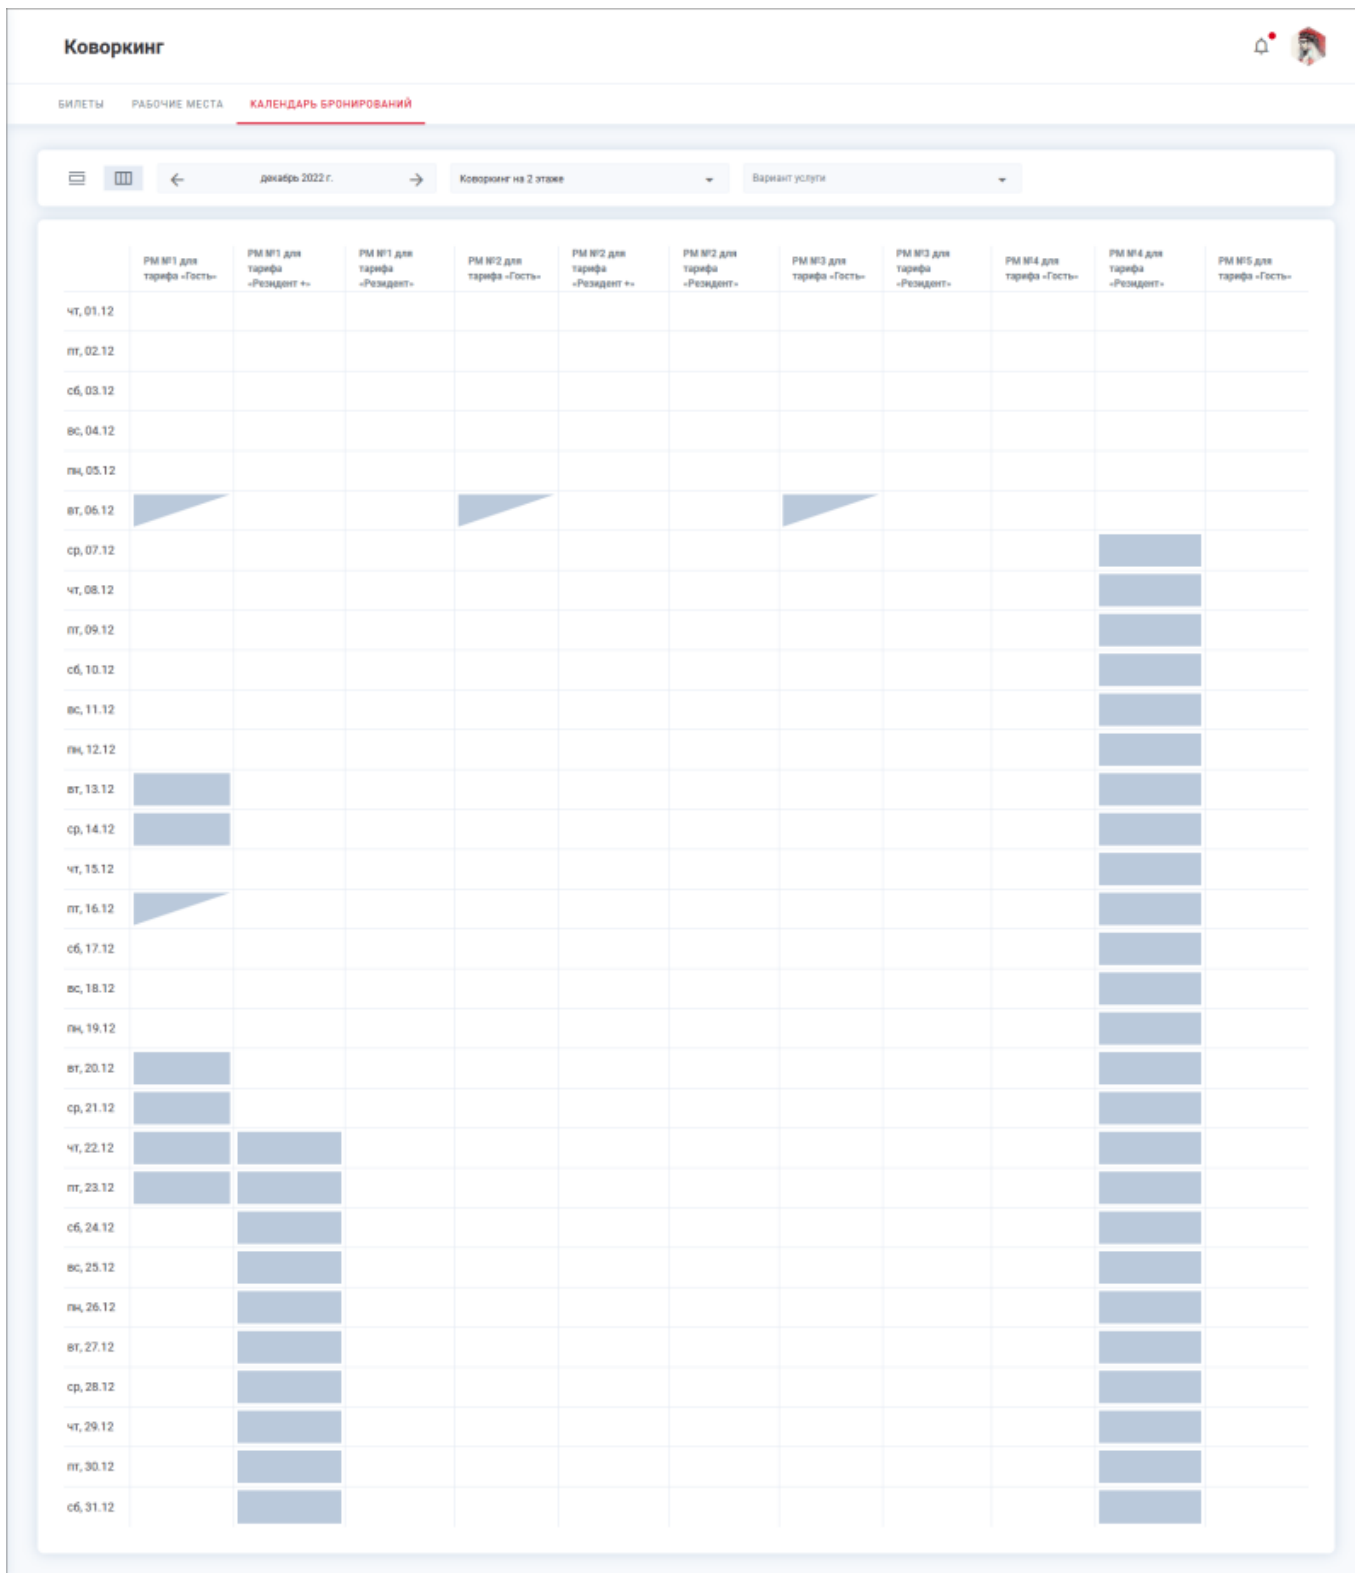 Коворкинг
БИЛЕТЫ РАБОЧИЕ МЕСТА КАЛЕНДАРЬ БРОНИРОВАНИЙ
декабрь 2022 г. Коворкинг на 2 этаже Вариант услуги
РМ №1 для тарифа «Гость»
РМ №1 для тарифа «Резидент +»
РМ №1 для тарифа «Резидент»
РМ №2 для тарифа «Гость»
РМ №2 для тарифа «Резидент +»
РМ №2 для тарифа «Резидент»
РМ №3 для тарифа «Гость»
РМ №3 для тарифа «Резидент»
РМ №4 для тарифа «Гость»
РМ №4 для тарифа «Резидент»
РМ №5 для тарифа «Гость»
чт, 01.12
пт, 02.12
сб, 03.12
вс, 04.12
пн, 05.12
вт, 06.12
ср, 07.12
чт, 08.12
пт, 09.12
сб, 10.12
вс, 11.12
пн, 12.12
вт, 13.12
ср, 14.12
чт, 15.12
пт, 16.12
сб, 17.12
вс, 18.12
пн, 19.12
вт, 20.12
ср, 21.12
чт, 22.12
пт, 23.12
сб, 24.12
вс, 25.12
пн, 26.12
вт, 27.12
ср, 28.12
чт, 29.12
пт, 30.12
сб, 31.12